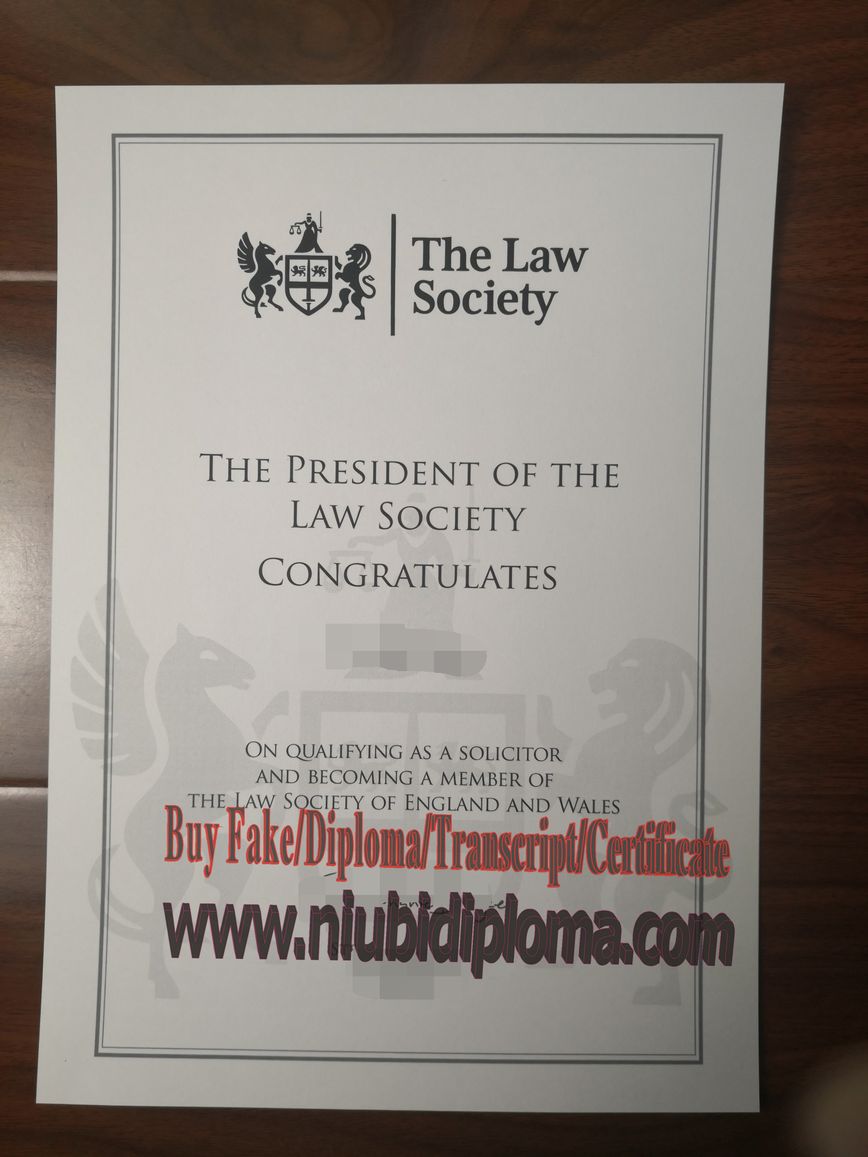 The Law
Society
THE PRESIDENT OF THE
LAW SOCIETY
CONGRATULATES
ON QUALIFYING AS A SOLICITOR
AND BECOMING A MEMBER OF
THE LAW SOCIETY OF ENGLAND AND WALES
Buy Fake/Diploma/Transcript/Certificate
www.niubidiploma.com